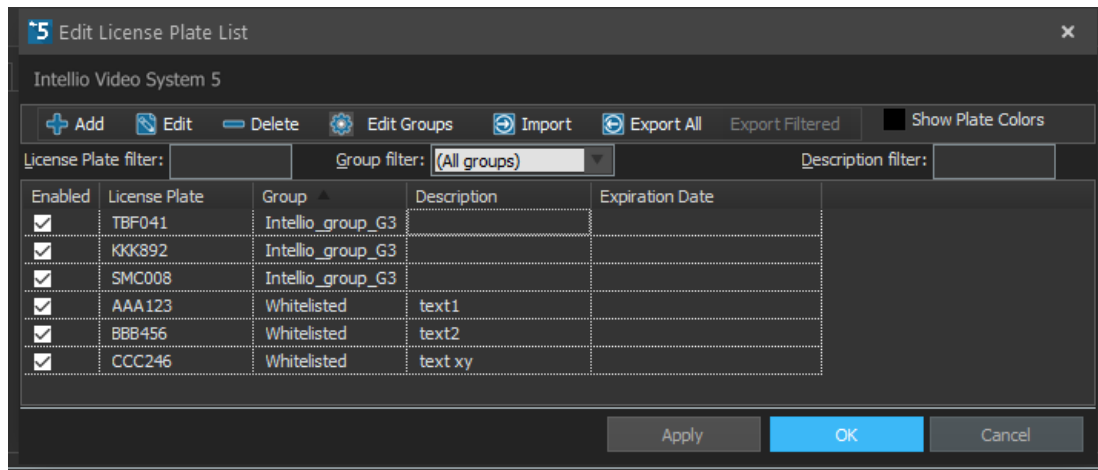 5 Edit License Plate List
Intellio Video System 5
Add Edit Delete Edit Groups Import Export All Export Filtered Show Plate Colors
License Plate filter: Group filter: (All groups) Description filter:
Enabled License Plate Group Description Expiration Date
TBF041 Intellio_group_G3
KKK892 Intellio_group_G3
SMC008 Intellio_group_G3
AAA123 Whitelisted text1
BBB456 Whitelisted text2
CCC246 Whitelisted text xy
Apply OK Cancel